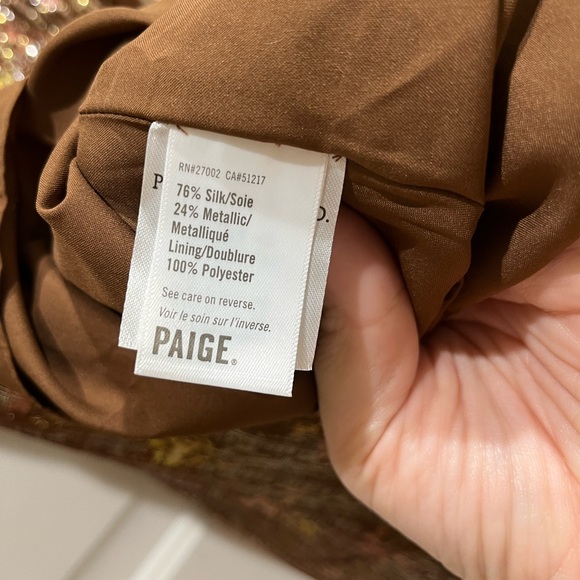 RN#27002 CA#51217
76% Silk/Soie
24% Metallic/
Metalliqué
Lining/Doublure
100% Polyester
See care on reverse.
Voir le soin sur l'inverse.
PAIGE®